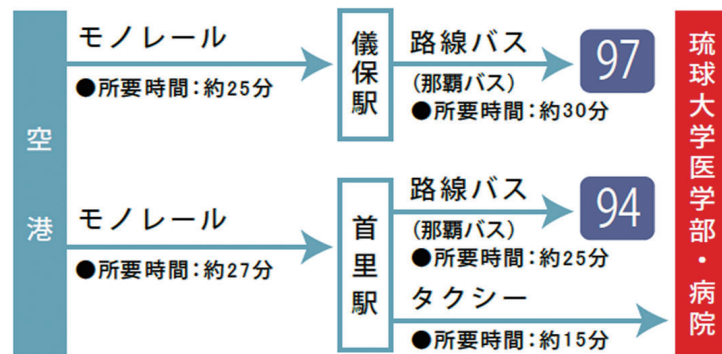 空港
モノレール
●所要時間：約25分
儀保駅
路線バス
(那覇バス)
●所要時間：約30分
97
モノレール
●所要時間：約27分
首里駅
路線バス
(那覇バス)
●所要時間：約25分
94
タクシー
●所要時間：約15分
琉球大学医学部・病院